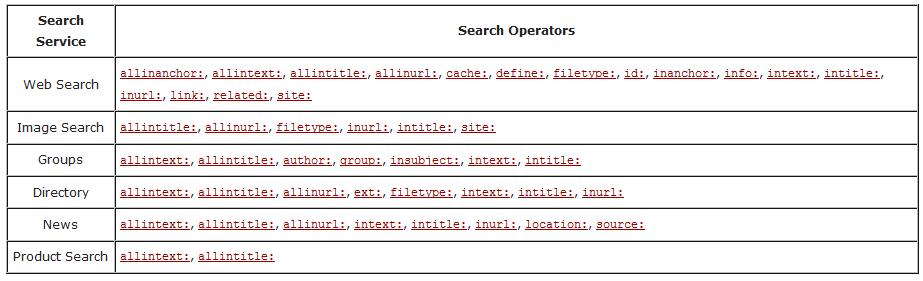 Search Service Search Operators
Web Search allinanchor:, allintext:, allintitle:, allinurl:, cache:, define:, filetype:, id:, inanchor:, info:, intext:, intitle:,
inurl:, link:, related:, site:
Image Search allintitle:, allinurl:, filetype:, inurl:, intitle:, site:
Groups allintext:, allintitle:, author:, group:, insubject:, intext:, intitle:
Directory allintext:, allintitle:, allinurl:, ext:, filetype:, intext:, intitle:, inurl:
News allintext:, allintitle:, allinurl:, intext:, intitle:, inurl:, location:, source:
Product Search allintext:, allintitle: